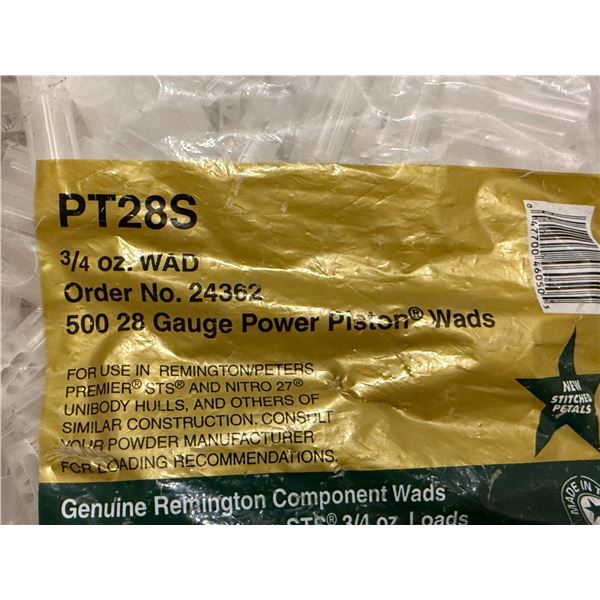 PT28S
3/4 oz. WAD
Order No. 24362
500 28 Gauge Power Piston® Wads
FOR USE IN REMINGTON/PETERS
PREMIER® STS® AND NITRO 27®
UNIBODY HULLS, AND OTHERS OF
SIMILAR CONSTRUCTION. CONSULT
YOUR POWDER MANUFACTURER
FOR LOADING RECOMMENDATIONS.
NEW
STITCHED
PETALS
Genuine Remington Component Wads
STS® 3/4 oz. Loads
MADE IN